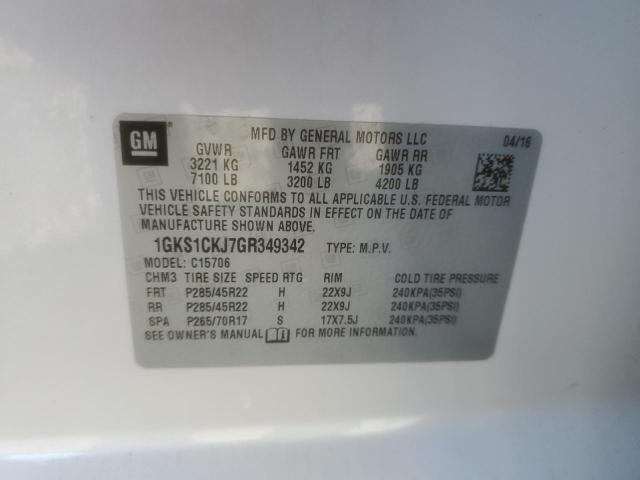 GM
MFD BY GENERAL MOTORS LLC 04/16
GVWR GAWR FRT GAWR RR
3221 KG 1452 KG 1905 KG
7100 LB 3200 LB 4200 LB
THIS VEHICLE CONFORMS TO ALL APPLICABLE U.S. FEDERAL MOTOR
VEHICLE SAFETY STANDARDS IN EFFECT ON THE DATE OF
MANUFACTURE SHOWN ABOVE.
1GKS1CKJ7GR349342 TYPE: M.P.V.
MODEL: C15706
CHM3 TIRE SIZE SPEED RTG RIM COLD TIRE PRESSURE
FRT P285/45R22 H 22X9J 240KPA(35PSI)
RR P285/45R22 H 22X9J 240KPA(35PSI)
SPA P265/70R17 S 17X7.5J 240KPA(35PSI)
SEE OWNER'S MANUAL FOR MORE INFORMATION.